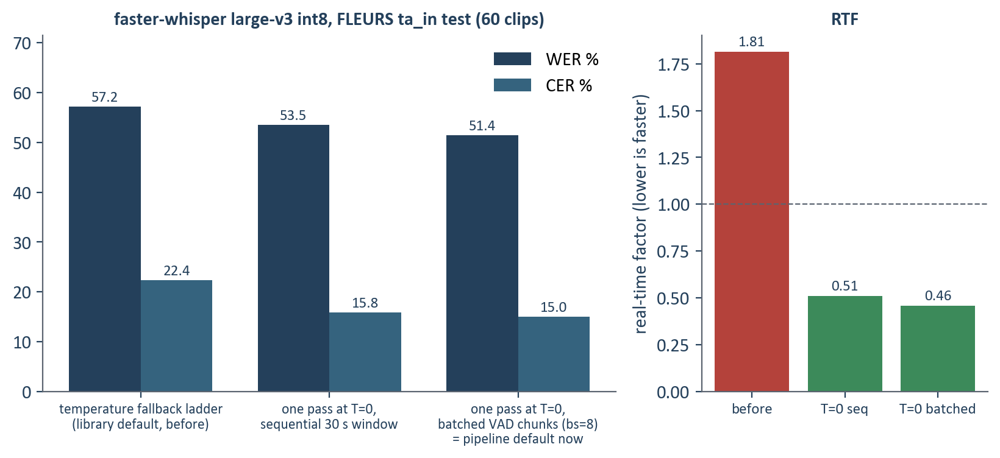 faster-whisper large-v3 int8, FLEURS ta_in test (60 clips)
WER %
CER %
70
60
50
40
30
20
10
0
57.2
22.4
53.5
15.8
51.4
15.0
temperature fallback ladder
(library default, before)
one pass at T=0,
sequential 30 s window
one pass at T=0,
batched VAD chunks (bs=8)
= pipeline default now
RTF
real-time factor (lower is faster)
1.75
1.50
1.25
1.00
0.75
0.50
0.25
0.00
1.81
0.51
0.46
before
T=0 seq
T=0 batched